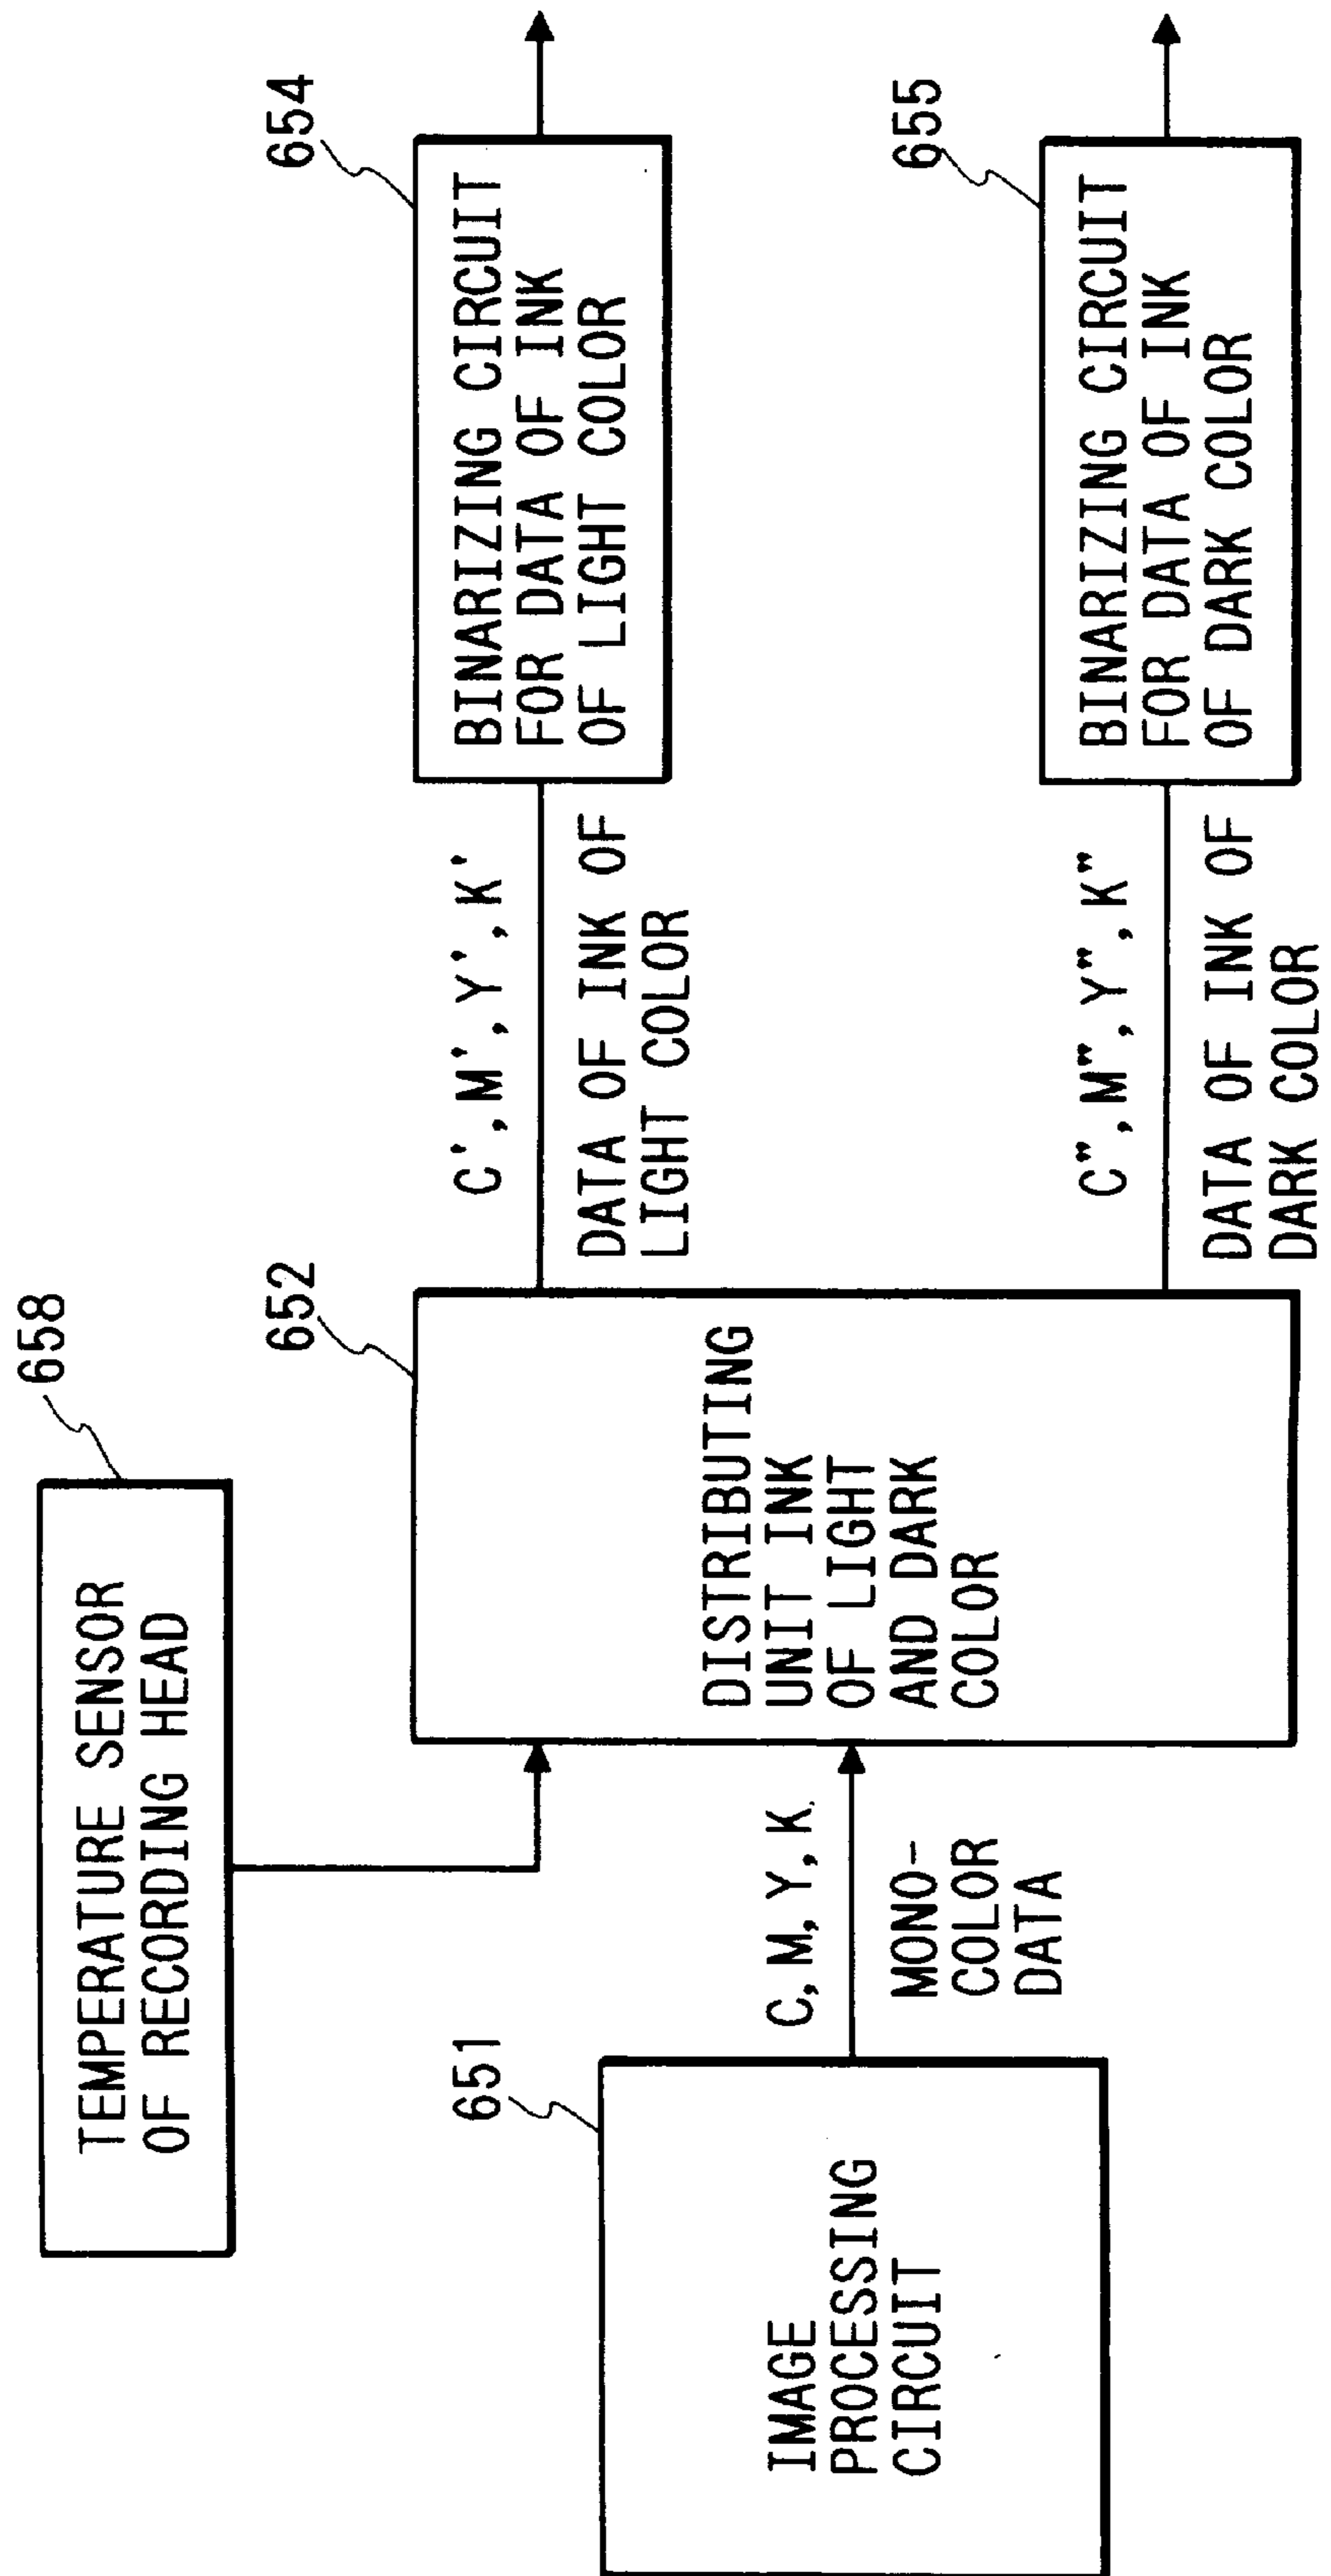 658
TEMPERATURE SENSOR
OF RECORDING HEAD
651
IMAGE
PROCESSING
CIRCUIT
C,M,Y,K
MONO-
COLOR
DATA
652
DISTRIBUTING
UNIT INK
OF LIGHT
AND DARK
COLOR
C',M',Y',K'
DATA OF INK OF
LIGHT COLOR
654
BINARIZING CIRCUIT
FOR DATA OF INK
OF LIGHT COLOR
C",M",Y",K"
DATA OF INK OF
DARK COLOR
655
BINARIZING CIRCUIT
FOR DATA OF INK
OF DARK COLOR